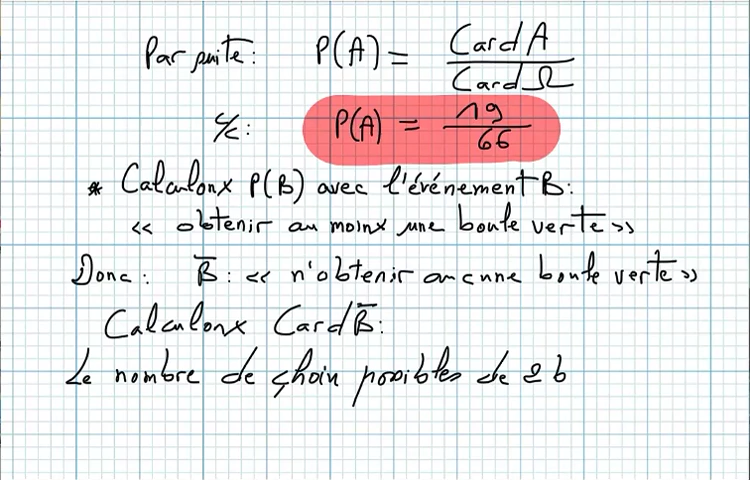 Par suite : P(A) = Card A / Card Ω
c/c : P(A) = 19/66
* Calculons P(B) avec l'événement B :
<< obtenir au moins une boule verte >>
Donc : B̅ : << n'obtenir aucune boule verte >>
Calculons Card B̅ :
Le nombre de choix possibles de 2 b